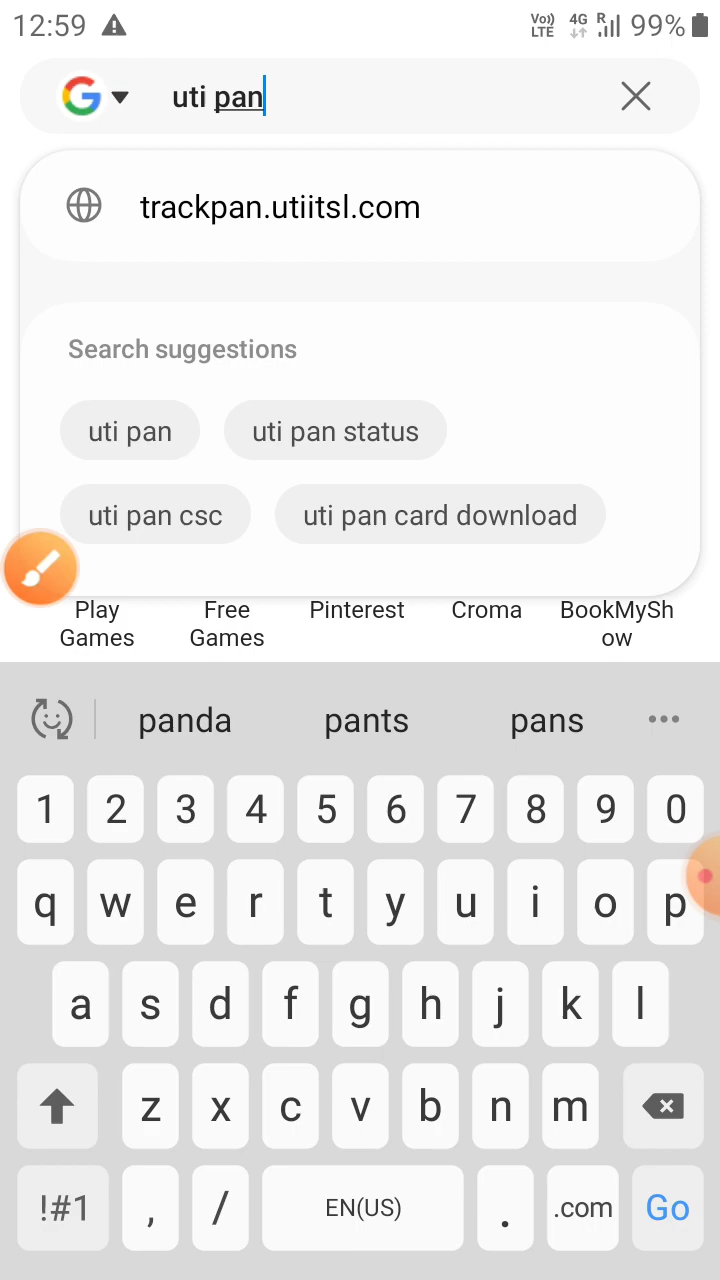 12:59 Vo)) LTE 4G R 99%
uti pan
trackpan.utiitsl.com
Search suggestions
uti pan uti pan status
uti pan csc uti pan card download
Play Games Free Games Pinterest Croma BookMyShow
panda pants pans
1 2 3 4 5 6 7 8 9 0
q w e r t y u i o p
a s d f g h j k l
z x c v b n m
!#1 , / EN(US) . .com Go